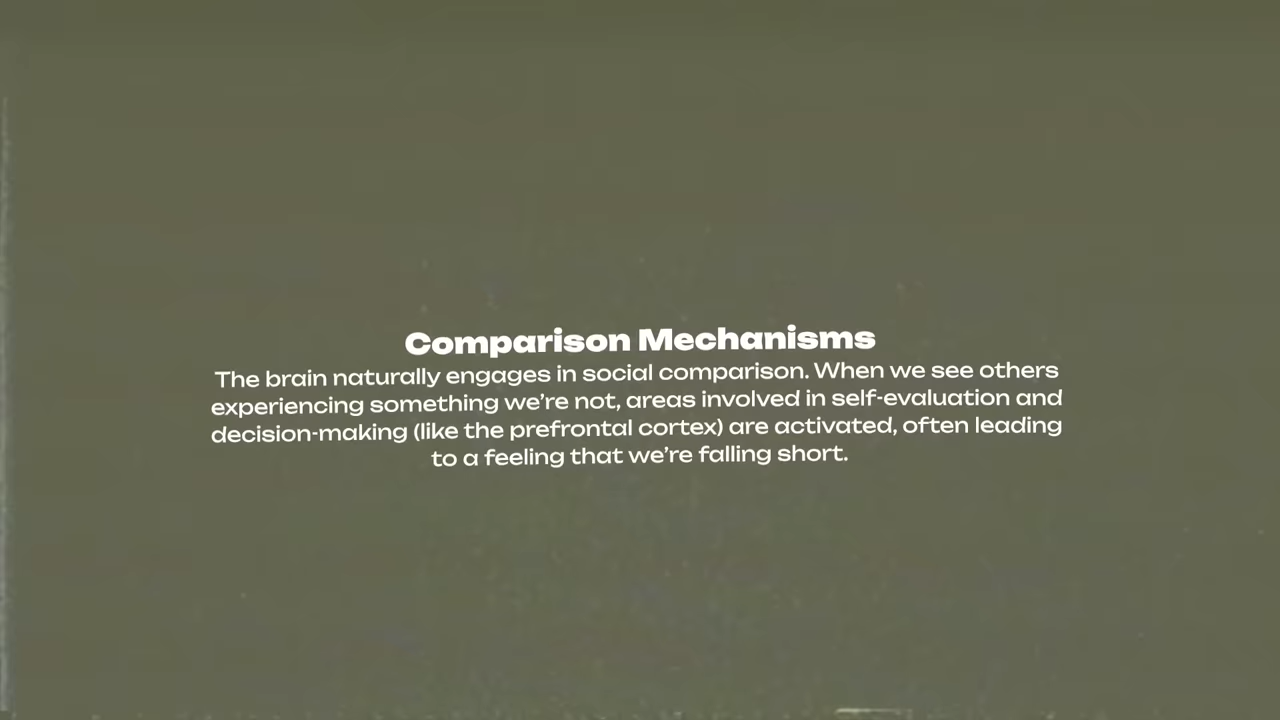 Comparison Mechanisms
The brain naturally engages in social comparison. When we see others
experiencing something we’re not, areas involved in self-evaluation and
decision-making (like the prefrontal cortex) are activated, often leading
to a feeling that we’re falling short.